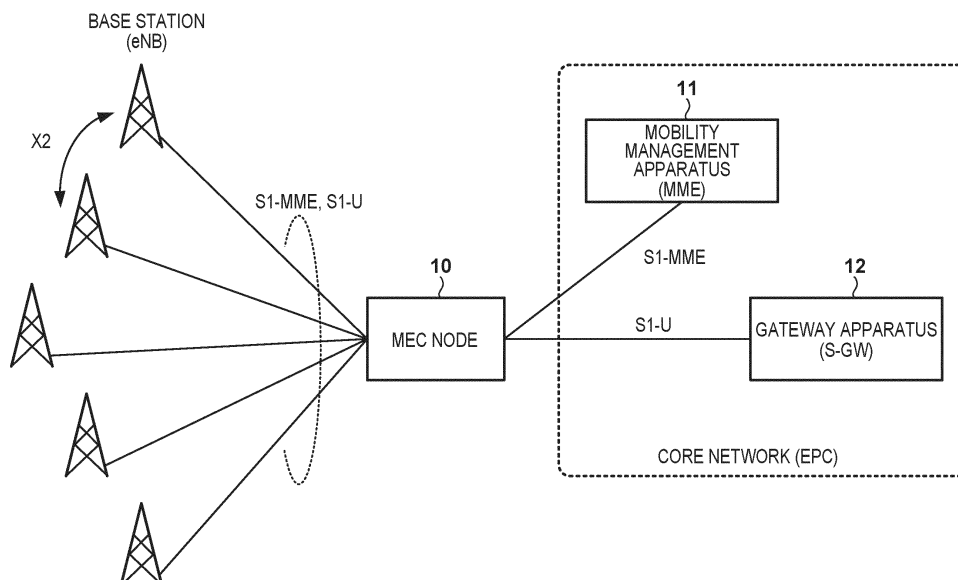 BASE STATION
(eNB)
X2
S1-MME, S1-U
10
MEC NODE
11
MOBILITY
MANAGEMENT
APPARATUS
(MME)
S1-MME
12
S1-U
GATEWAY APPARATUS
(S-GW)
CORE NETWORK (EPC)